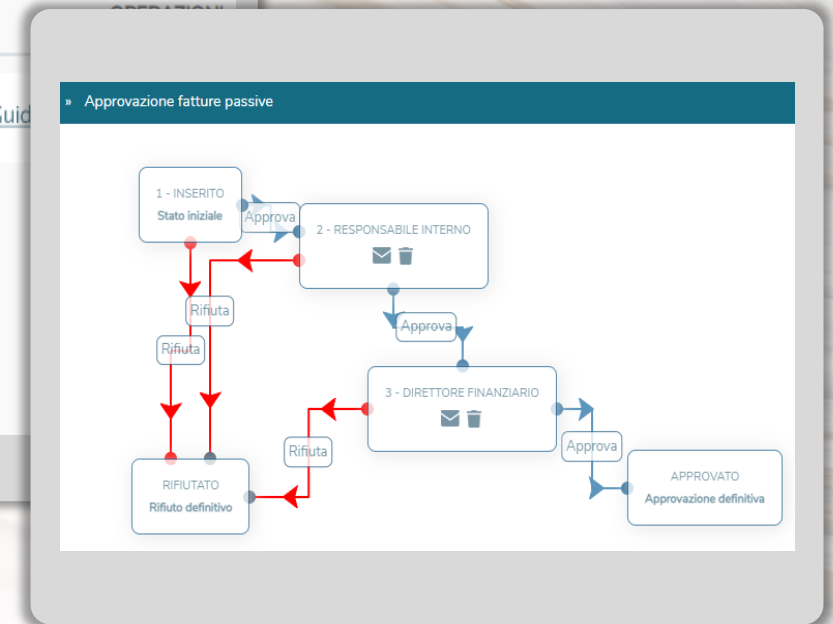 OPERAZIONI
» Approvazione fatture passive
1 - INSERITO
Stato iniziale
Approva
2 - RESPONSABILE INTERNO
Rifiuta
Approva
Rifiuta
3 - DIRETTORE FINANZIARIO
Rifiuta
Approva
RIFIUTATO
Rifiuto definitivo
APPROVATO
Approvazione definitiva